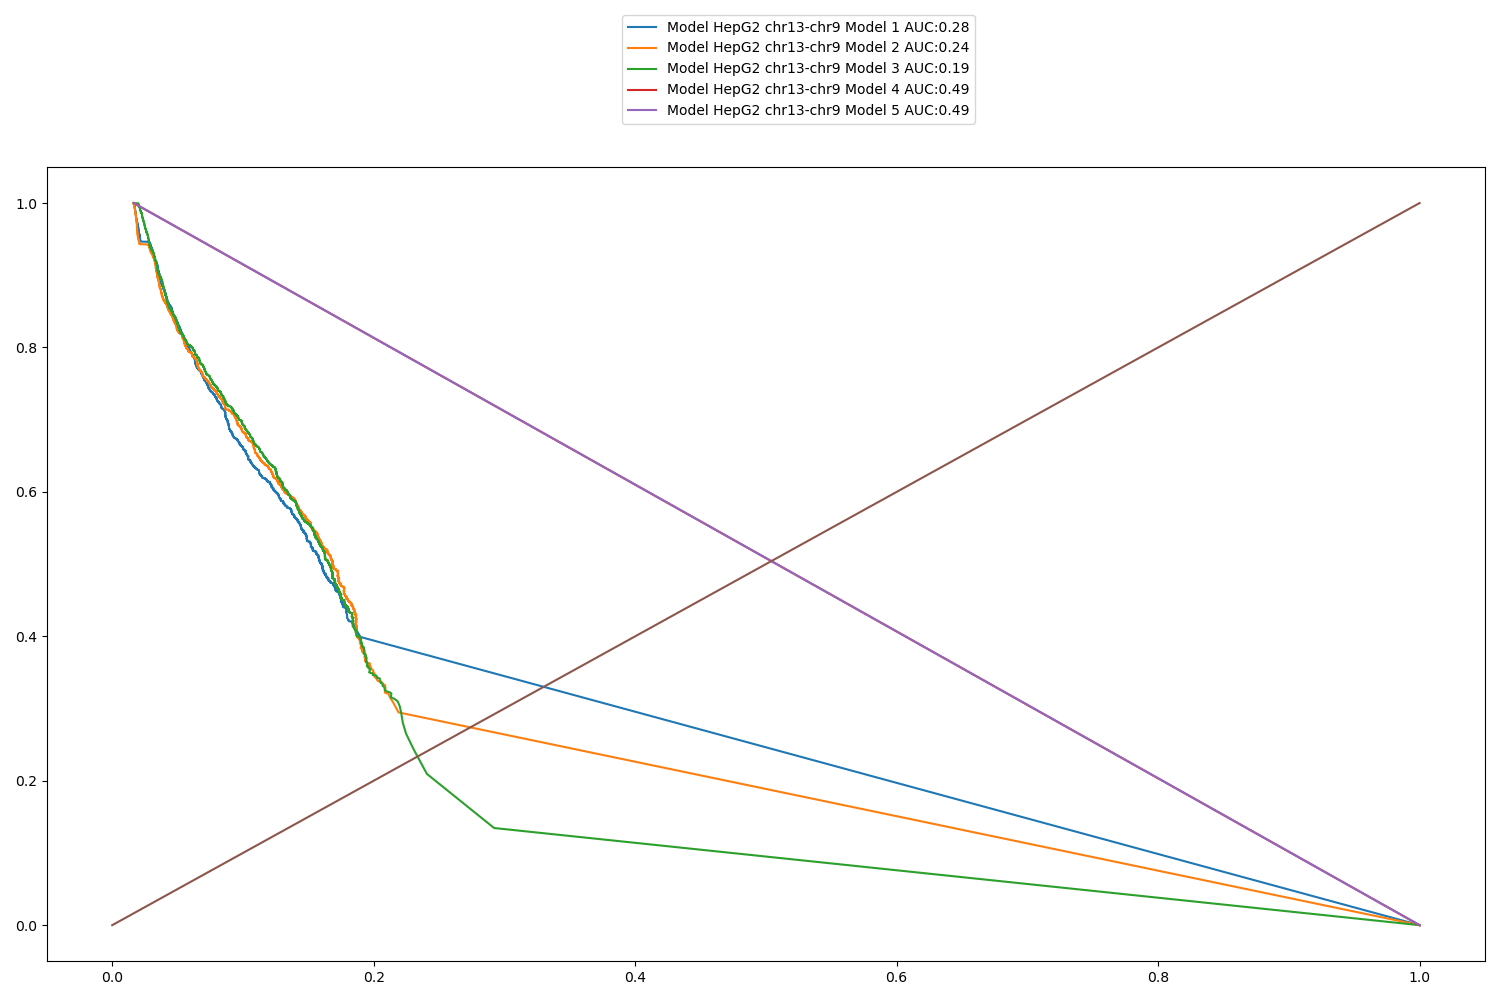 Model HepG2 chr13-chr9 Model 1 AUC:0.28
Model HepG2 chr13-chr9 Model 2 AUC:0.24
Model HepG2 chr13-chr9 Model 3 AUC:0.19
Model HepG2 chr13-chr9 Model 4 AUC:0.49
Model HepG2 chr13-chr9 Model 5 AUC:0.49
1.0
0.8
0.6
0.4
0.2
0.0
0.0 0.2 0.4 0.6 0.8 1.0